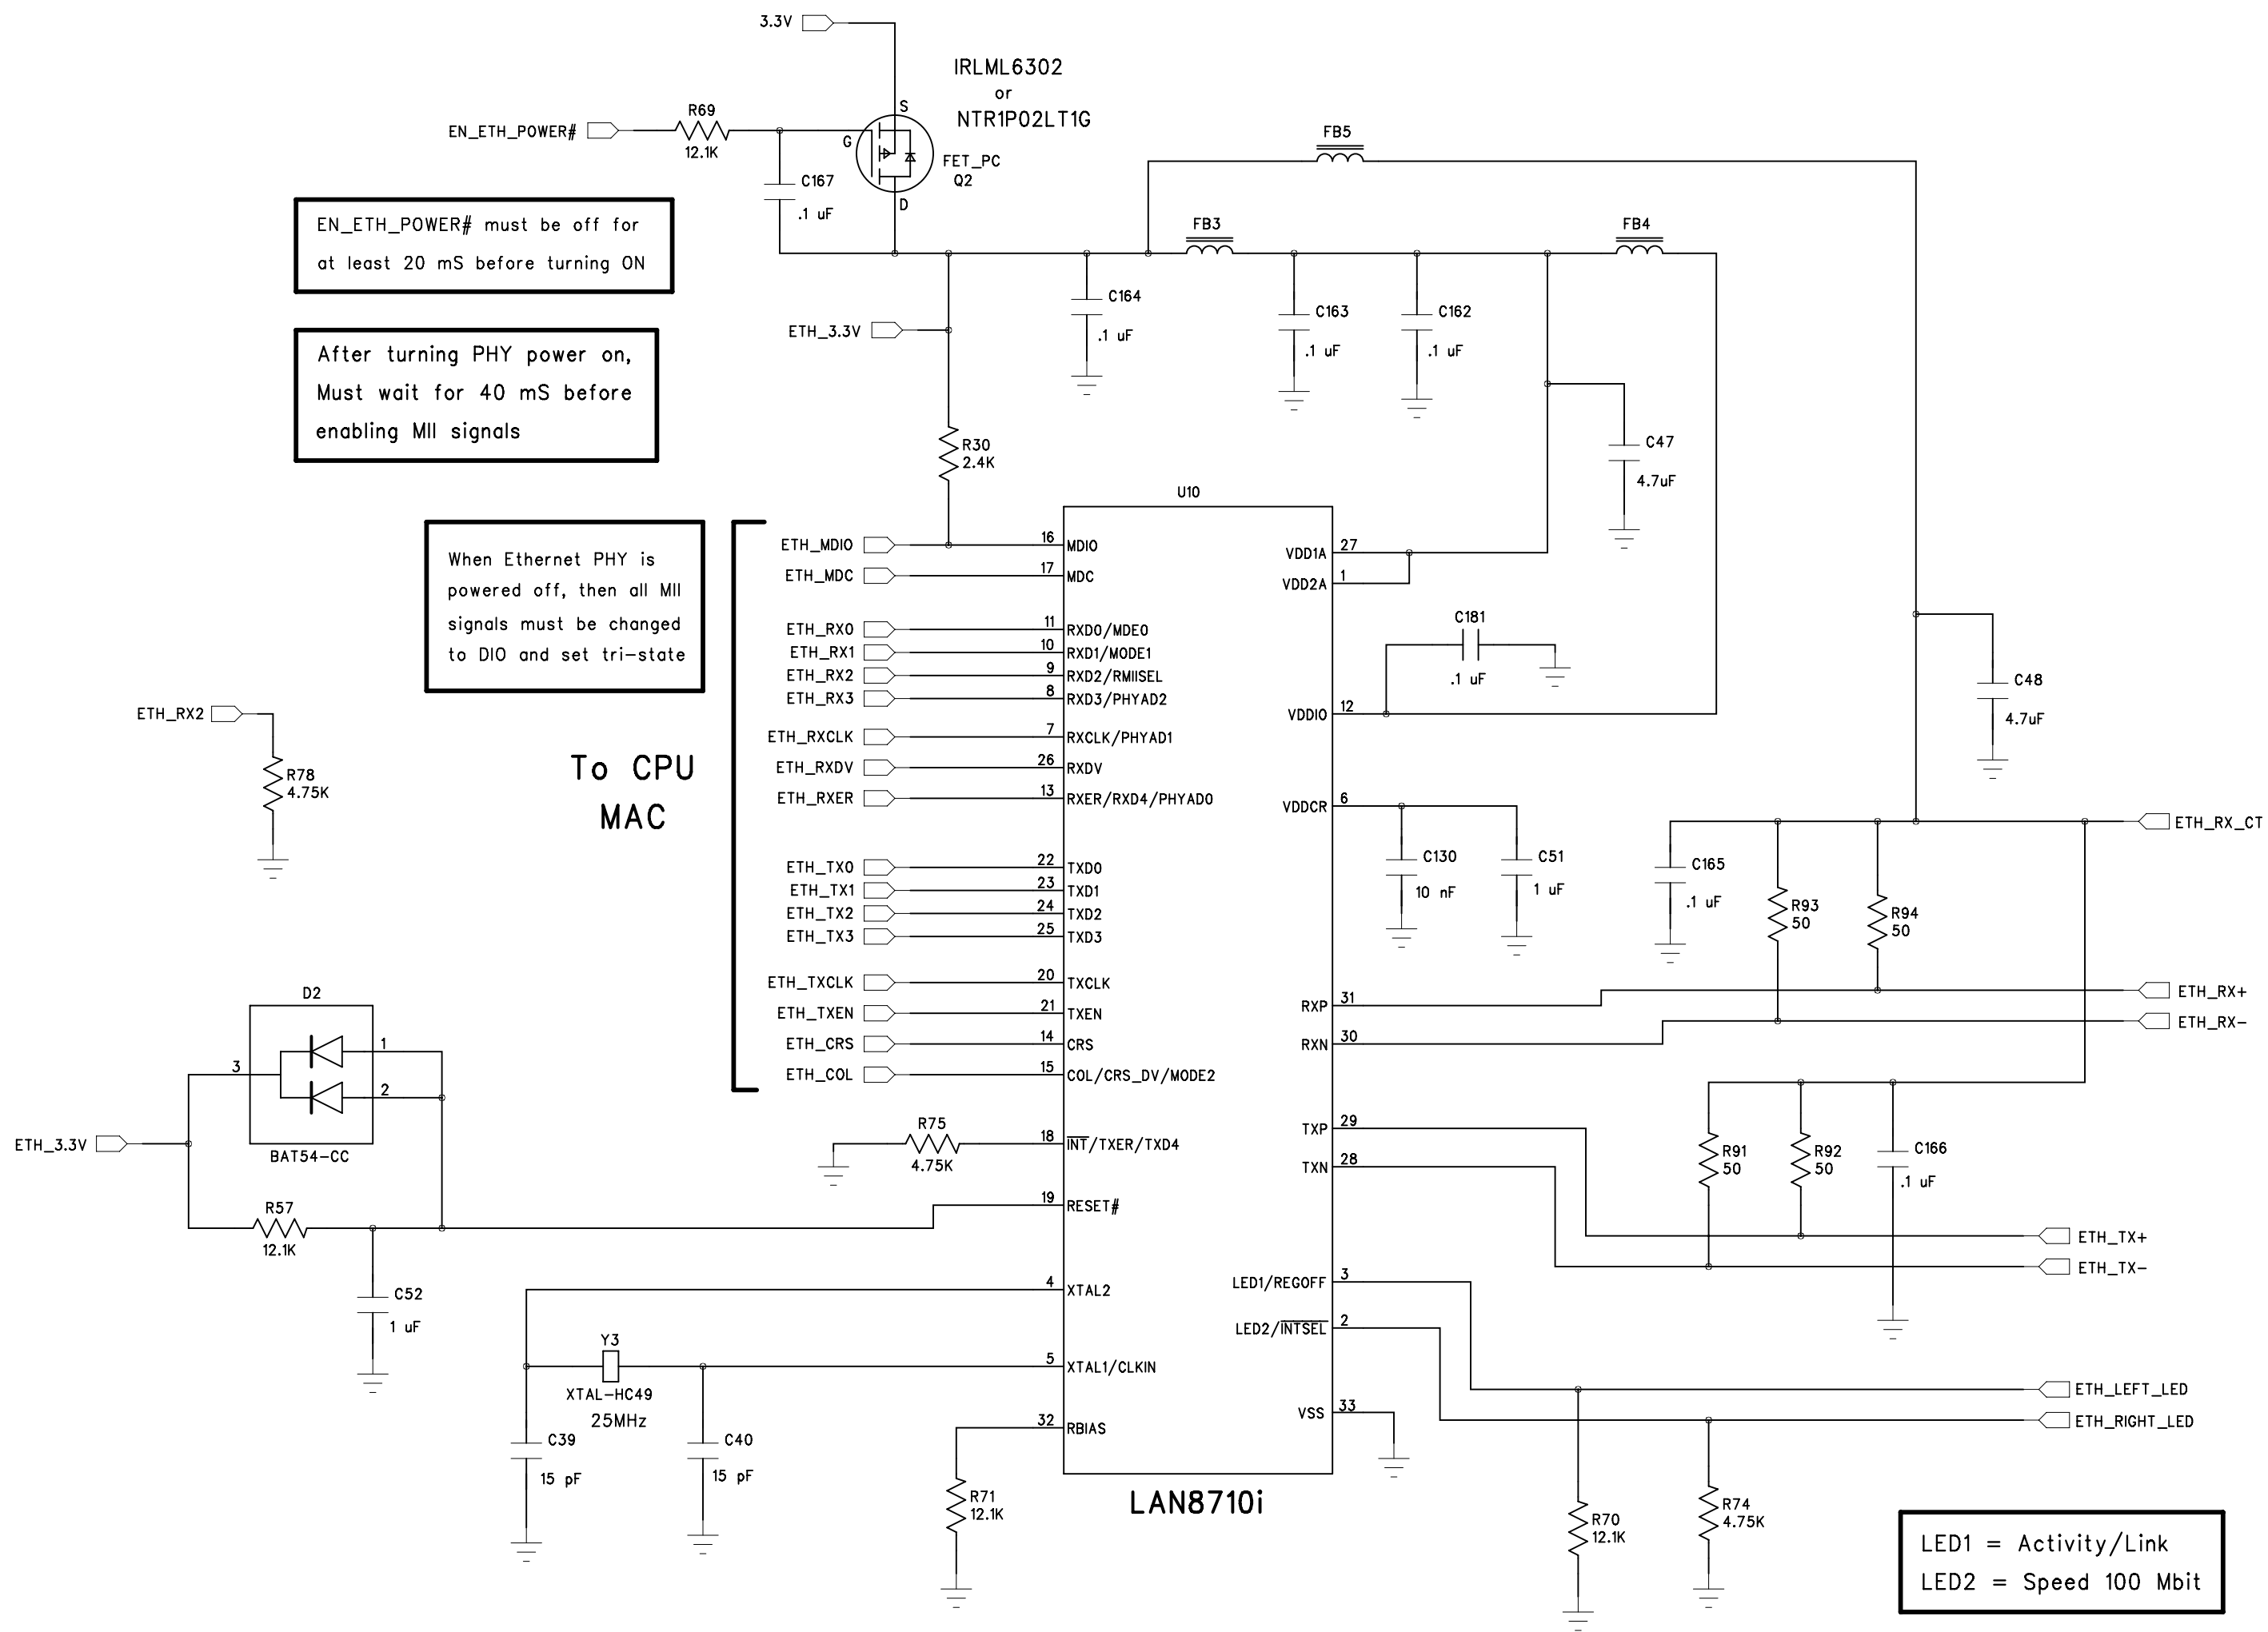 3.3V
IRLML6302
or
NTR1P02LT1G
S
G
D
FET_PC
Q2
EN_ETH_POWER#
R69
12.1K
C167
.1 uF
FB5
FB3
FB4
EN_ETH_POWER# must be off for
at least 20 mS before turning ON
After turning PHY power on,
Must wait for 40 mS before
enabling MII signals
ETH_3.3V
C164
.1 uF
C163
.1 uF
C162
.1 uF
C47
4.7uF
R30
2.4K
U10
When Ethernet PHY is
powered off, then all MII
signals must be changed
to DIO and set tri-state
To CPU
MAC
ETH_MDIO 16 MDIO
ETH_MDC 17 MDC
ETH_RX0 11 RXD0/MDE0
ETH_RX1 10 RXD1/MODE1
ETH_RX2 9 RXD2/RMIISEL
ETH_RX3 8 RXD3/PHYAD2
ETH_RXCLK 7 RXCLK/PHYAD1
ETH_RXDV 26 RXDV
ETH_RXER 13 RXER/RXD4/PHYAD0
ETH_TX0 22 TXD0
ETH_TX1 23 TXD1
ETH_TX2 24 TXD2
ETH_TX3 25 TXD3
ETH_TXCLK 20 TXCLK
ETH_TXEN 21 TXEN
ETH_CRS 14 CRS
ETH_COL 15 COL/CRS_DV/MODE2
R75
4.75K
18 INT/TXER/TXD4
19 RESET#
4 XTAL2
5 XTAL1/CLKIN
32 RBIAS
VDD1A 27
VDD2A 1
C181
.1 uF
VDDIO 12
VDDCR 6
C130
10 nF
C51
1 uF
RXP 31
RXN 30
TXP 29
TXN 28
LED1/REGOFF 3
LED2/INTSEL 2
VSS 33
LAN8710i
ETH_RX2
R78
4.75K
D2
3
1
2
BAT54-CC
ETH_3.3V
R57
12.1K
C52
1 uF
Y3
XTAL-HC49
25MHz
C39
15 pF
C40
15 pF
R71
12.1K
C48
4.7uF
ETH_RX_CT
C165
.1 uF
R93
50
R94
50
ETH_RX+
ETH_RX-
R91
50
R92
50
C166
.1 uF
ETH_TX+
ETH_TX-
ETH_LEFT_LED
ETH_RIGHT_LED
R70
12.1K
R74
4.75K
LED1 = Activity/Link
LED2 = Speed 100 Mbit